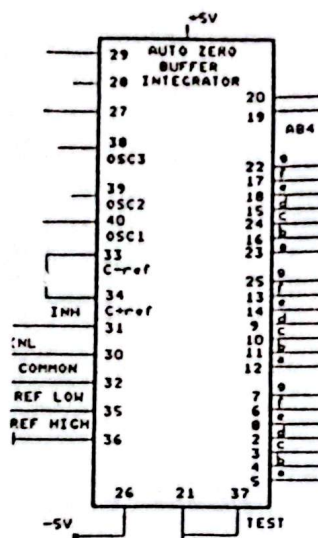 +5V
29 AUTO ZERO
BUFFER
28 INTEGRATOR
27
20
19
AB4
38
OSC3
39
OSC2
40
OSC1
33
C-ref
34
C+ref
INH
31
30
COMMON
32
REF LOW
35
REF HIGH
36
22 g
17 f
18 e
15 d
24 c
16 b
23 a
25 g
13 f
14 e
9 d
10 c
11 b
12 a
7 g
6 f
8 e
2 d
3 c
4 b
5 a
26 21 37
-5V TEST